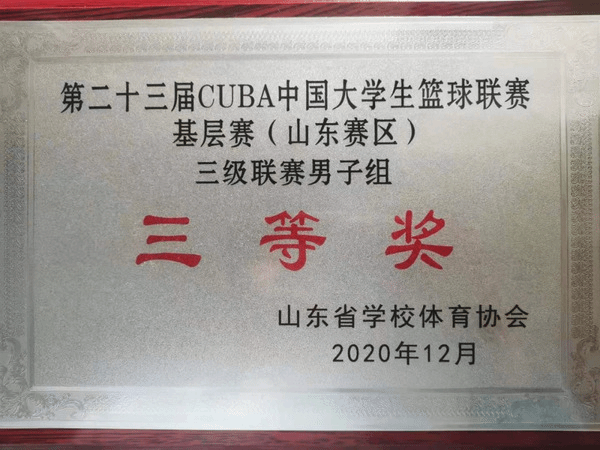 第二十三届CUBA中国大学生篮球联赛
基层赛（山东赛区）
三级联赛男子组
三等奖
山东省学校体育协会
2020年12月